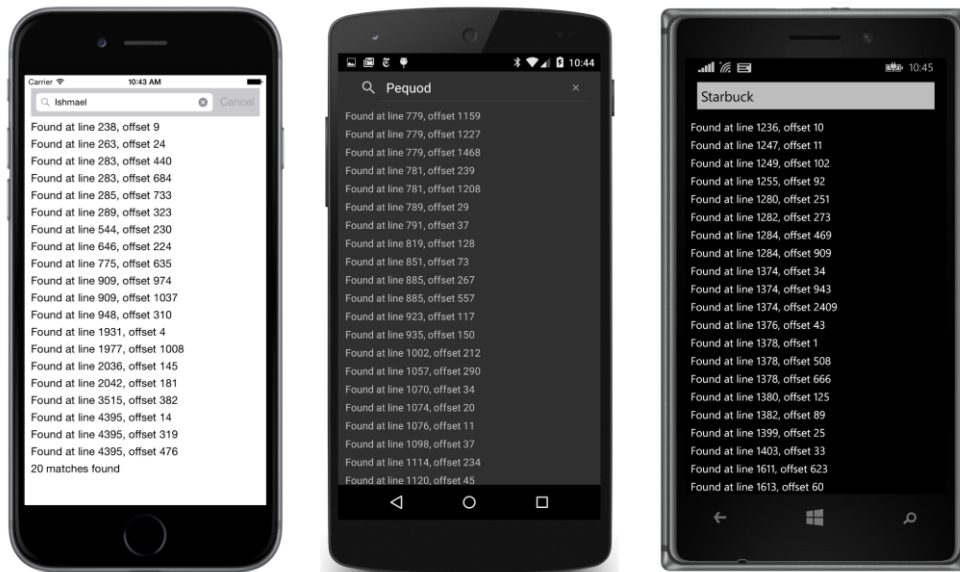 Carrier 10:43 AM
Ishmael Cancel
Found at line 238, offset 9
Found at line 263, offset 24
Found at line 283, offset 440
Found at line 283, offset 684
Found at line 285, offset 733
Found at line 289, offset 323
Found at line 544, offset 230
Found at line 646, offset 224
Found at line 775, offset 635
Found at line 909, offset 974
Found at line 909, offset 1037
Found at line 948, offset 310
Found at line 1931, offset 4
Found at line 1977, offset 1008
Found at line 2036, offset 145
Found at line 2042, offset 181
Found at line 3515, offset 382
Found at line 4395, offset 14
Found at line 4395, offset 319
Found at line 4395, offset 476
20 matches found
10:44
Pequod
Found at line 779, offset 1159
Found at line 779, offset 1227
Found at line 779, offset 1468
Found at line 781, offset 239
Found at line 781, offset 1208
Found at line 789, offset 29
Found at line 791, offset 37
Found at line 819, offset 128
Found at line 851, offset 73
Found at line 885, offset 267
Found at line 885, offset 557
Found at line 923, offset 117
Found at line 935, offset 150
Found at line 1002, offset 212
Found at line 1057, offset 290
Found at line 1070, offset 34
Found at line 1074, offset 20
Found at line 1076, offset 11
Found at line 1098, offset 37
Found at line 1114, offset 234
Found at line 1120, offset 45
10:45
Starbuck
Found at line 1236, offset 10
Found at line 1247, offset 11
Found at line 1249, offset 102
Found at line 1255, offset 92
Found at line 1280, offset 251
Found at line 1282, offset 273
Found at line 1284, offset 469
Found at line 1284, offset 909
Found at line 1374, offset 34
Found at line 1374, offset 943
Found at line 1374, offset 2409
Found at line 1376, offset 43
Found at line 1378, offset 1
Found at line 1378, offset 508
Found at line 1378, offset 666
Found at line 1380, offset 125
Found at line 1382, offset 89
Found at line 1399, offset 25
Found at line 1403, offset 33
Found at line 1611, offset 623
Found at line 1613, offset 60